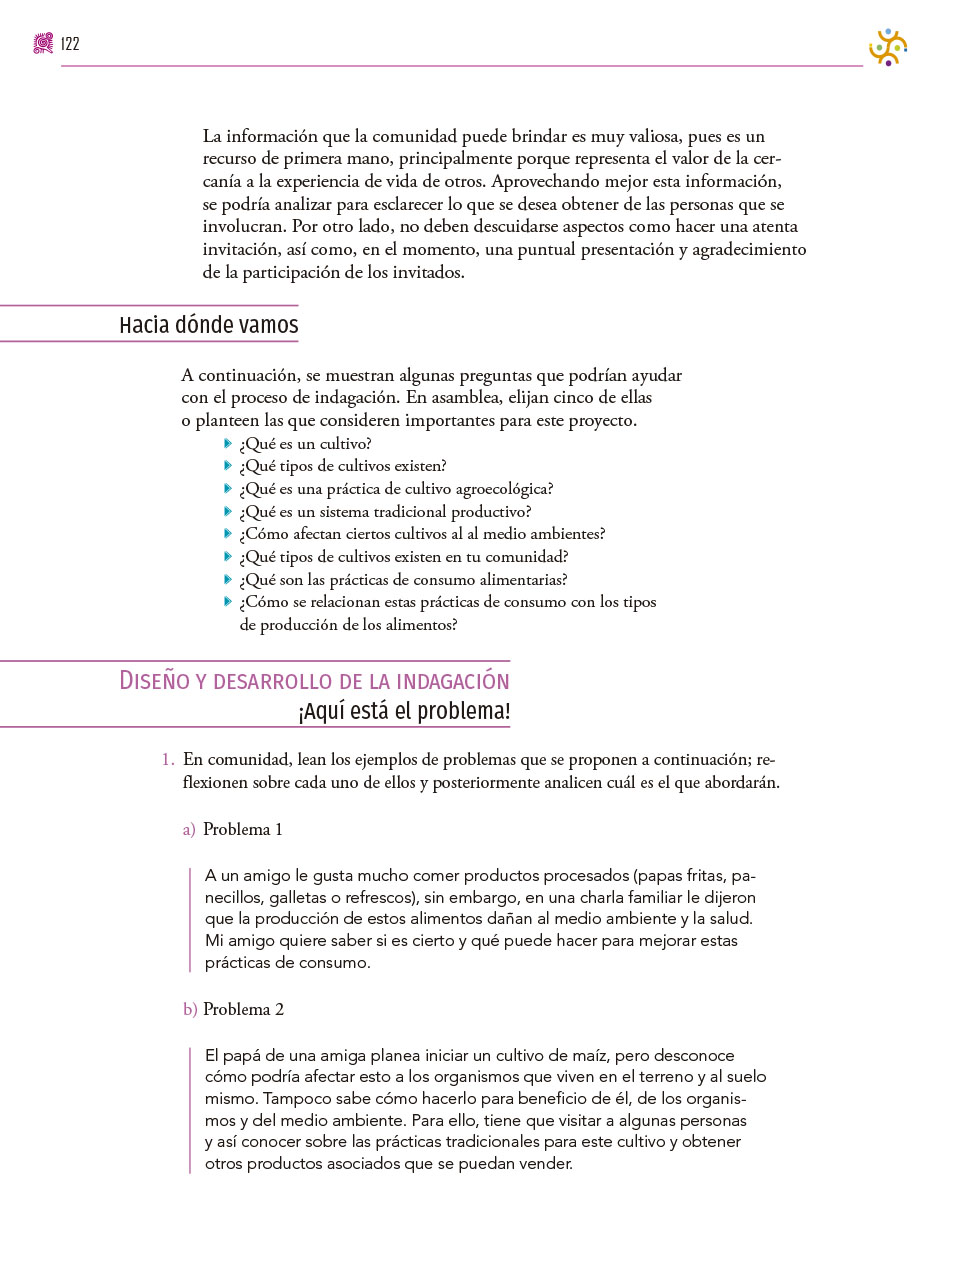 122
La información que la comunidad puede brindar es muy valiosa, pues es un
recurso de primera mano, principalmente porque representa el valor de la cer-
canía a la experiencia de vida de otros. Aprovechando mejor esta información,
se podría analizar para esclarecer lo que se desea obtener de las personas que se
involucran. Por otro lado, no deben descuidarse aspectos como hacer una atenta
invitación, así como, en el momento, una puntual presentación y agradecimiento
de la participación de los invitados.
Hacia dónde vamos
A continuación, se muestran algunas preguntas que podrían ayudar
con el proceso de indagación. En asamblea, elijan cinco de ellas
o planteen las que consideren importantes para este proyecto.
¿Qué es un cultivo?
¿Qué tipos de cultivos existen?
¿Qué es una práctica de cultivo agroecológica?
¿Qué es un sistema tradicional productivo?
¿Cómo afectan ciertos cultivos al al medio ambientes?
¿Qué tipos de cultivos existen en tu comunidad?
¿Qué son las prácticas de consumo alimentarias?
¿Cómo se relacionan estas prácticas de consumo con los tipos
de producción de los alimentos?
Diseño y desarrollo de la indagación
¡Aquí está el problema!
1. En comunidad, lean los ejemplos de problemas que se proponen a continuación; re-
flexionen sobre cada uno de ellos y posteriormente analicen cuál es el que abordarán.
a) Problema 1
A un amigo le gusta mucho comer productos procesados (papas fritas, pa-
necillos, galletas o refrescos), sin embargo, en una charla familiar le dijeron
que la producción de estos alimentos dañan al medio ambiente y la salud.
Mi amigo quiere saber si es cierto y qué puede hacer para mejorar estas
prácticas de consumo.
b) Problema 2
El papá de una amiga planea iniciar un cultivo de maíz, pero desconoce
cómo podría afectar esto a los organismos que viven en el terreno y al suelo
mismo. Tampoco sabe cómo hacerlo para beneficio de él, de los organis-
mos y del medio ambiente. Para ello, tiene que visitar a algunas personas
y así conocer sobre las prácticas tradicionales para este cultivo y obtener
otros productos asociados que se puedan vender.